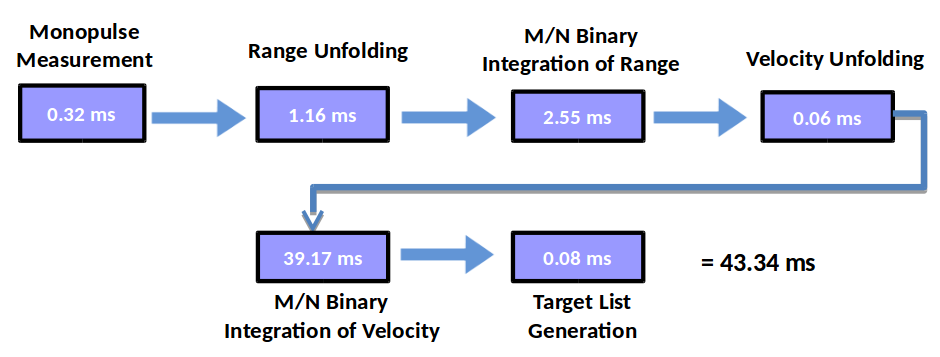 Monopulse
Measurement
0.32 ms
Range Unfolding
1.16 ms
M/N Binary
Integration of Range
2.55 ms
Velocity Unfolding
0.06 ms
39.17 ms
M/N Binary
Integration of Velocity
0.08 ms
Target List
Generation
= 43.34 ms